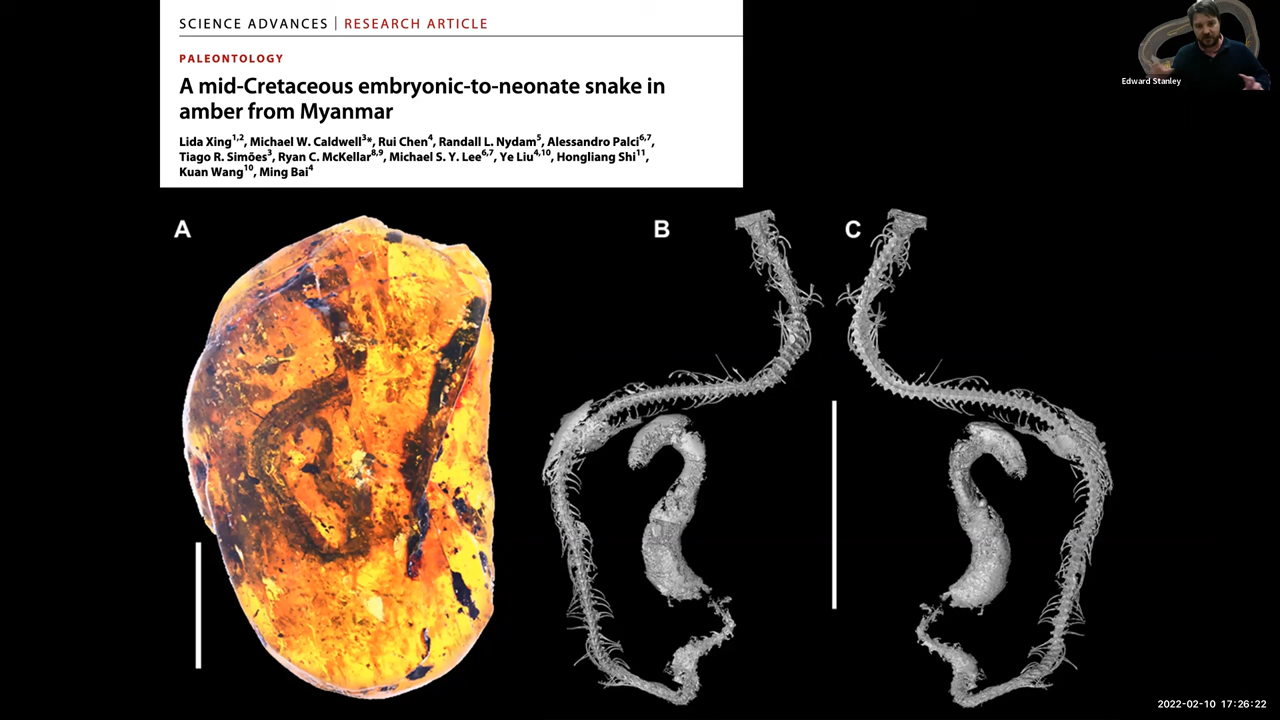 SCIENCE ADVANCES | RESEARCH ARTICLE
PALEONTOLOGY
A mid-Cretaceous embryonic-to-neonate snake in
amber from Myanmar
Lida Xing1,2, Michael W. Caldwell3*, Rui Chen4, Randall L. Nydam5, Alessandro Palci6,7,
Tiago R. Simões3, Ryan C. McKellar8,9, Michael S. Y. Lee6,7, Ye Liu4,10, Hongliang Shi11,
Kuan Wang10, Ming Bai4
Edward Stanley
A
B
C
2022-02-10 17:26:22